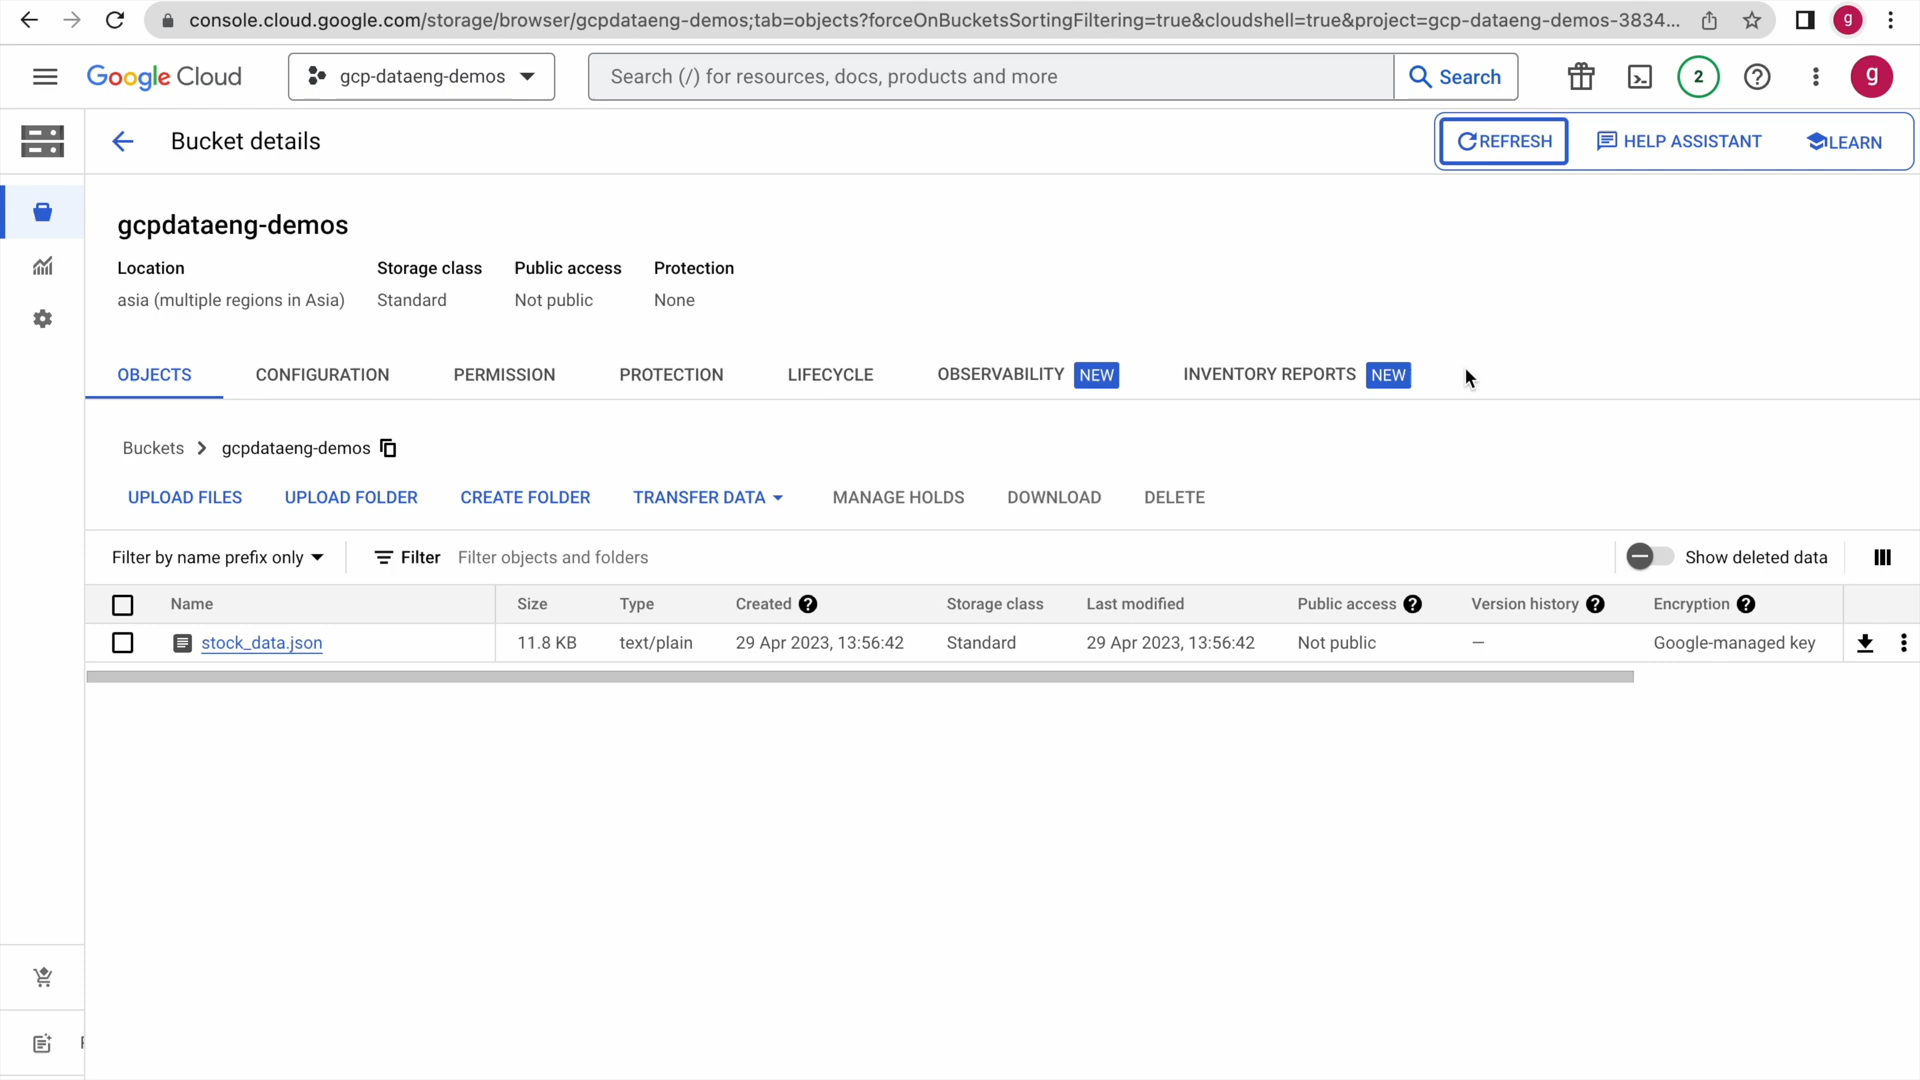 console.cloud.google.com/storage/browser/gcpdataeng-demos;tab=objects?forceOnBucketsSortingFiltering=true&cloudshell=true&project=gcp-dataeng-demos-3834... g
Google Cloud gcp-dataeng-demos Search (/) for resources, docs, products and more Search 2 g
Bucket details REFRESH HELP ASSISTANT LEARN
gcpdataeng-demos
Location Storage class Public access Protection
asia (multiple regions in Asia) Standard Not public None
OBJECTS CONFIGURATION PERMISSION PROTECTION LIFECYCLE OBSERVABILITY NEW INVENTORY REPORTS NEW
Buckets > gcpdataeng-demos
UPLOAD FILES UPLOAD FOLDER CREATE FOLDER TRANSFER DATA MANAGE HOLDS DOWNLOAD DELETE
Filter by name prefix only Filter Filter objects and folders Show deleted data
Name Size Type Created Storage class Last modified Public access Version history Encryption
stock_data.json 11.8 KB text/plain 29 Apr 2023, 13:56:42 Standard 29 Apr 2023, 13:56:42 Not public — Google-managed key